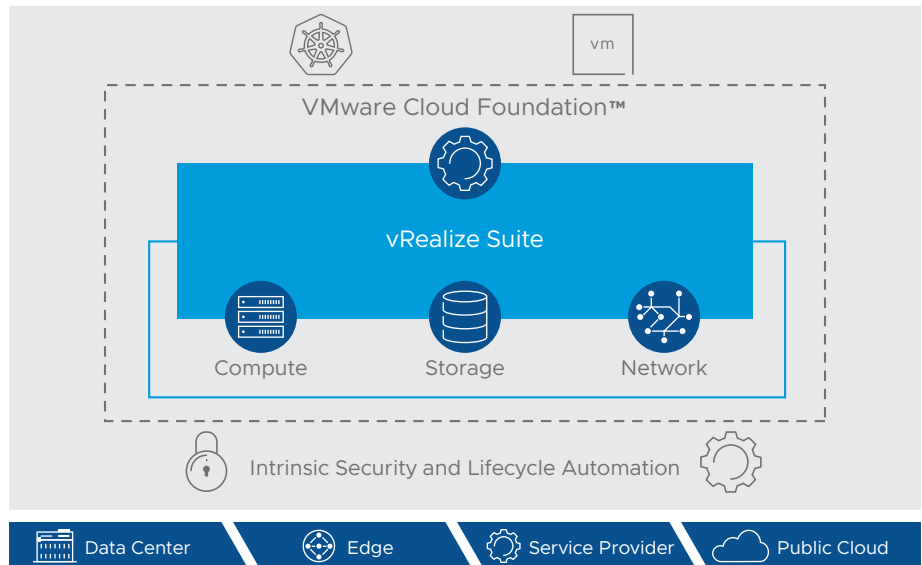 vm
VMware Cloud Foundation™
vRealize Suite
Compute
Storage
Network
Intrinsic Security and Lifecycle Automation
Data Center
Edge
Service Provider
Public Cloud